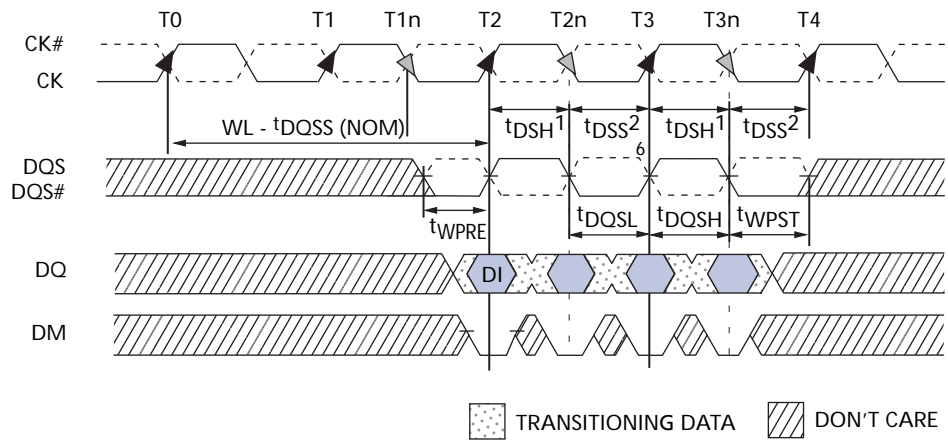 T0 T1 T1n T2 T2n T3 T3n T4
CK#
CK
tDSH1 tDSS2 tDSH1 tDSS2
WL - tDQSS (NOM)
6
DQS
DQS#
tWPRE tDQSL tDQSH tWPST
DQ
DI
DM
TRANSITIONING DATA DON'T CARE